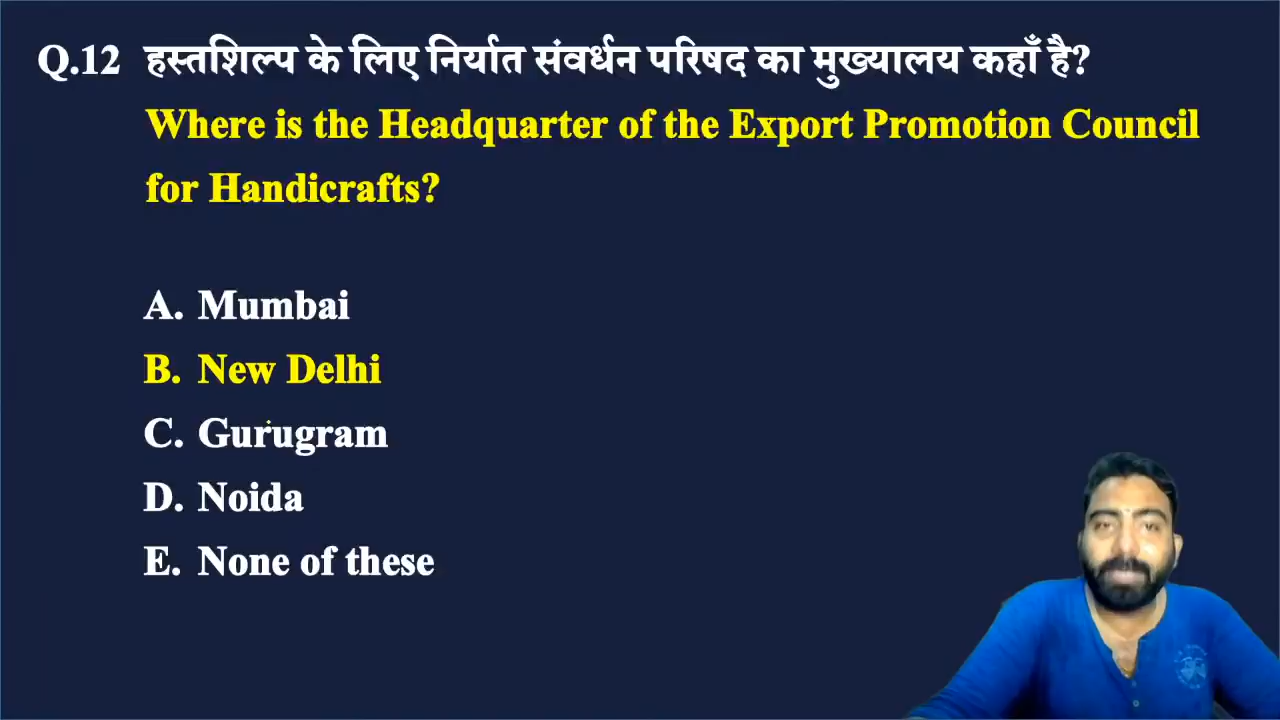 Q.12 हस्तशिल्प के लिए निर्यात संवर्धन परिषद का मुख्यालय कहाँ है?
Where is the Headquarter of the Export Promotion Council
for Handicrafts?
A. Mumbai
B. New Delhi
C. Gurugram
D. Noida
E. None of these